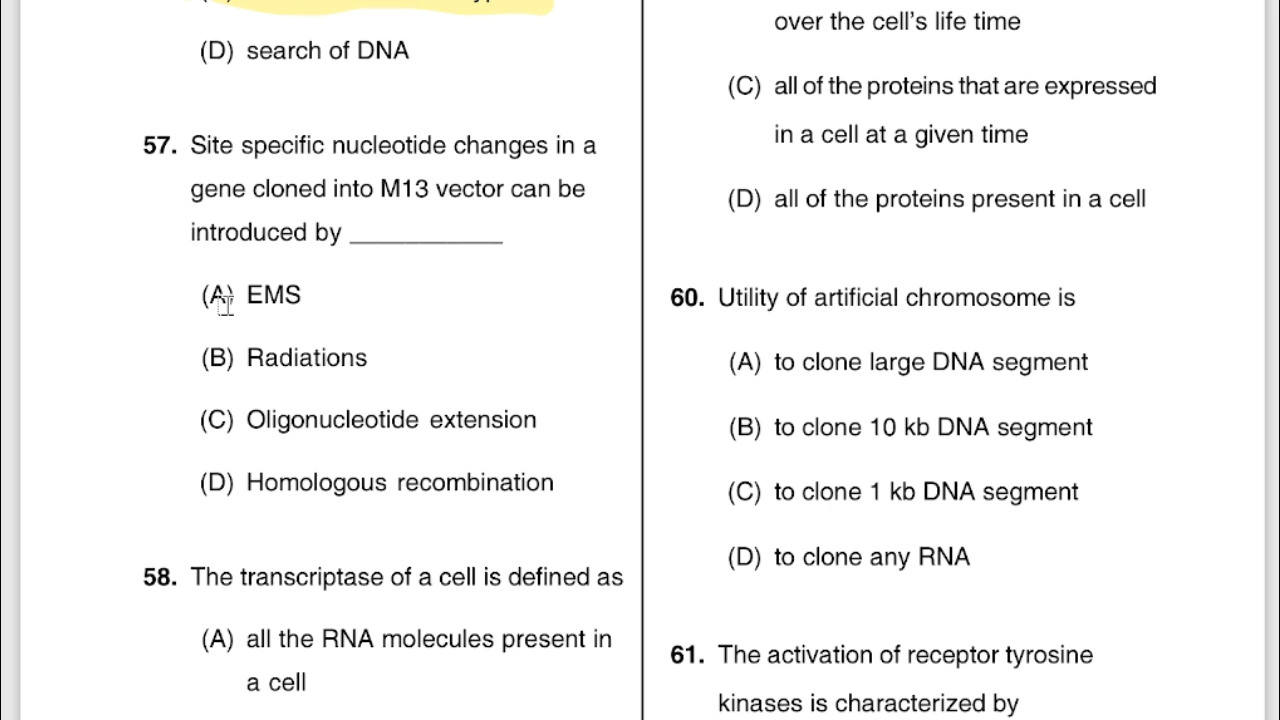 (D) search of DNA
57. Site specific nucleotide changes in a
gene cloned into M13 vector can be
introduced by ___________
(A) EMS
(B) Radiations
(C) Oligonucleotide extension
(D) Homologous recombination
58. The transcriptase of a cell is defined as
(A) all the RNA molecules present in
a cell
over the cell's life time
(C) all of the proteins that are expressed
in a cell at a given time
(D) all of the proteins present in a cell
60. Utility of artificial chromosome is
(A) to clone large DNA segment
(B) to clone 10 kb DNA segment
(C) to clone 1 kb DNA segment
(D) to clone any RNA
61. The activation of receptor tyrosine
kinases is characterized by